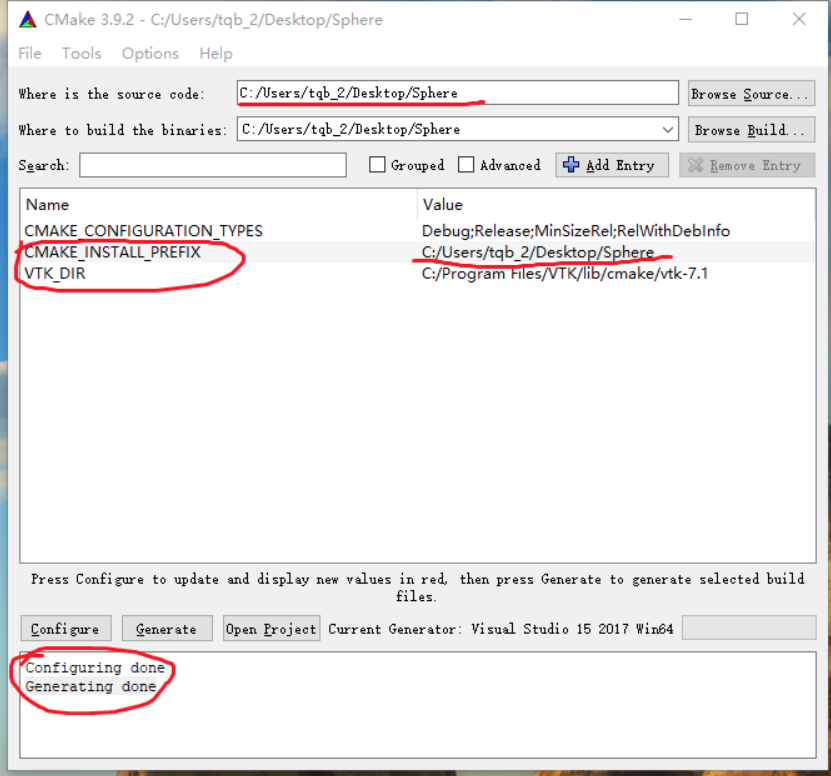 CMake 3.9.2 - C:/Users/tqb_2/Desktop/Sphere
File Tools Options Help
Where is the source code: C:/Users/tqb_2/Desktop/Sphere Browse Source...
Where to build the binaries: C:/Users/tqb_2/Desktop/Sphere Browse Build...
Search: Grouped Advanced Add Entry Remove Entry
Name Value
CMAKE_CONFIGURATION_TYPES Debug;Release;MinSizeRel;RelWithDebInfo
CMAKE_INSTALL_PREFIX C:/Users/tqb_2/Desktop/Sphere
VTK_DIR C:/Program Files/VTK/lib/cmake/vtk-7.1
Press Configure to update and display new values in red, then press Generate to generate selected build
files.
Configure Generate Open Project Current Generator: Visual Studio 15 2017 Win64
Configuring done
Generating done